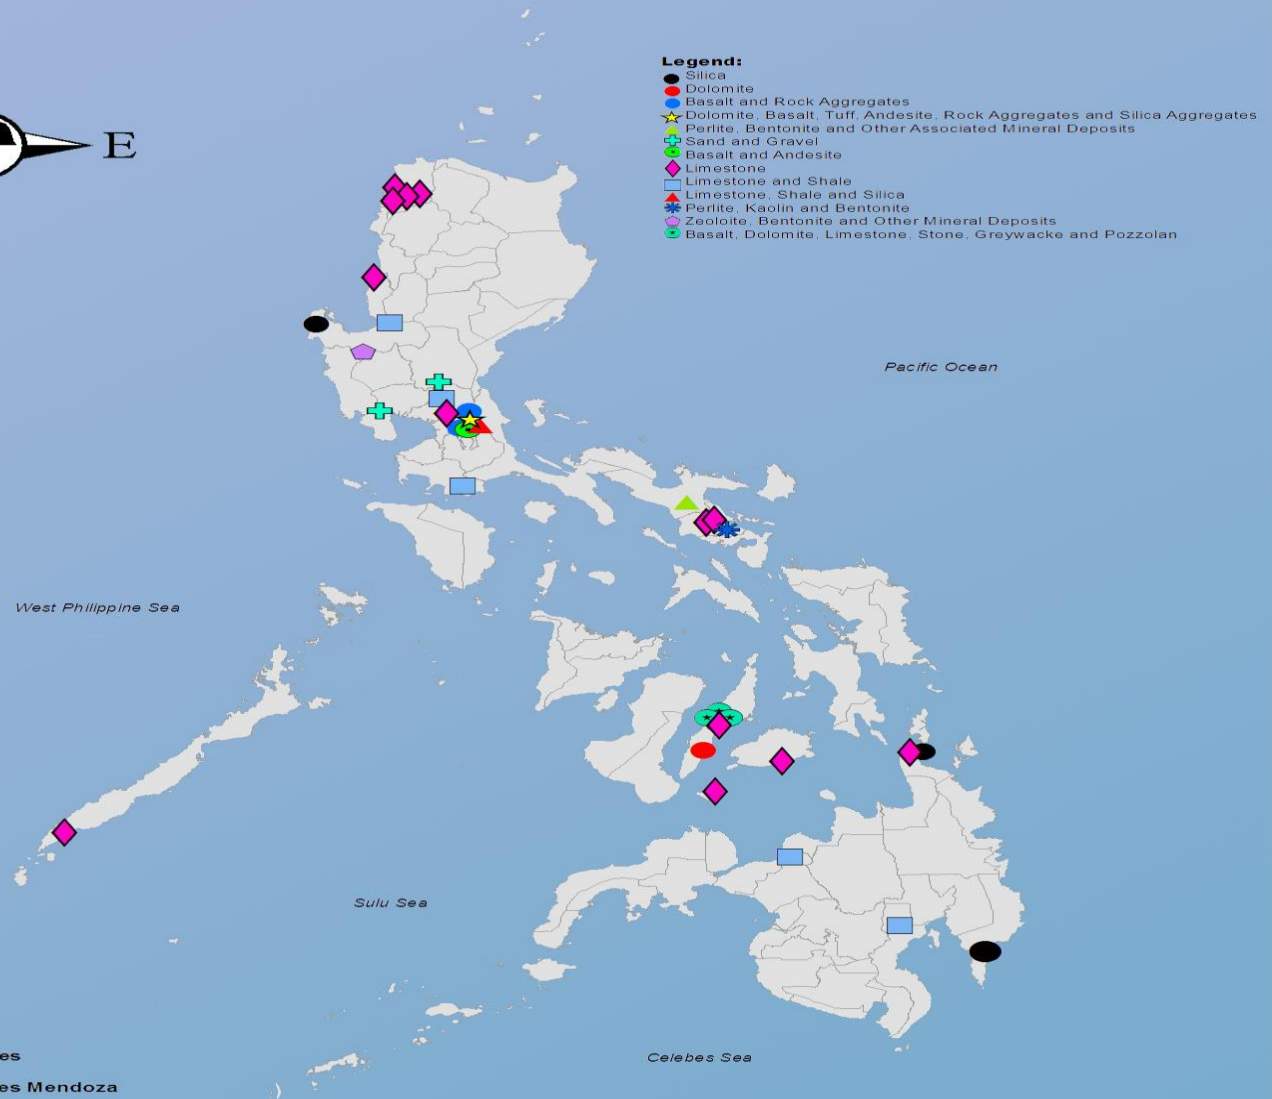 Legend:
Silica
Dolomite
Basalt and Rock Aggregates
Dolomite, Basalt, Tuff, Andesite, Rock Aggregates and Silica Aggregates
Perlite, Bentonite and Other Associated Mineral Deposits
Sand and Gravel
Basalt and Andesite
Limestone
Limestone and Shale
Limestone, Shale and Silica
Perlite, Kaolin and Bentonite
Zeoloite, Bentonite and Other Mineral Deposits
Basalt, Dolomite, Limestone, Stone, Greywacke and Pozzolan
E
Pacific Ocean
West Philippine Sea
Sulu Sea
Celebes Sea
es
es Mendoza